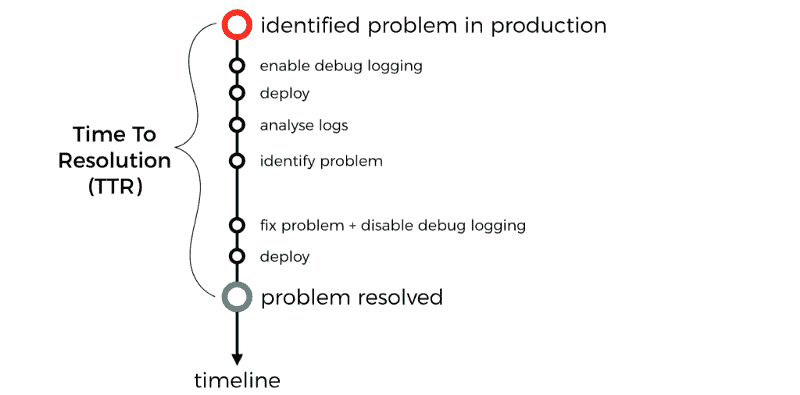 identified problem in production
enable debug logging
deploy
analyse logs
Time To
Resolution
(TTR)
identify problem
fix problem + disable debug logging
deploy
problem resolved
timeline